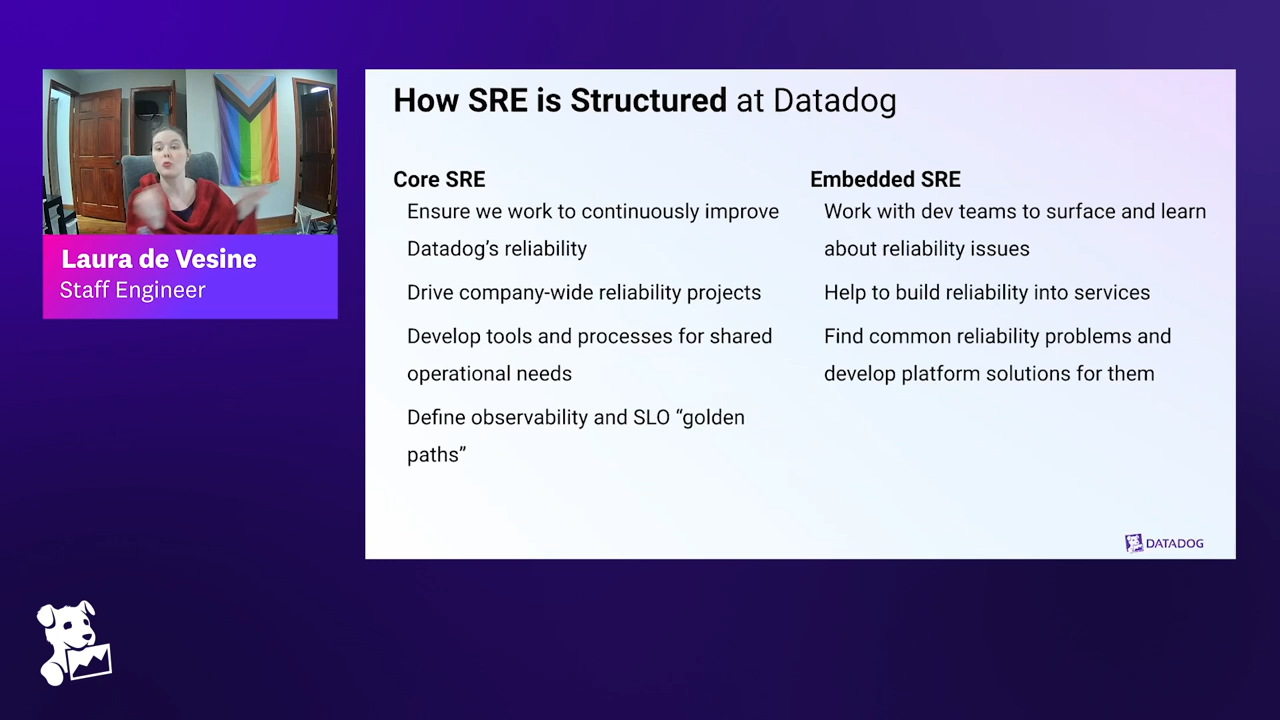 How SRE is Structured at Datadog
Core SRE
Ensure we work to continuously improve
Datadog’s reliability
Drive company-wide reliability projects
Develop tools and processes for shared
operational needs
Define observability and SLO “golden
paths”
Embedded SRE
Work with dev teams to surface and learn
about reliability issues
Help to build reliability into services
Find common reliability problems and
develop platform solutions for them
Laura de Vesine
Staff Engineer
DATADOG